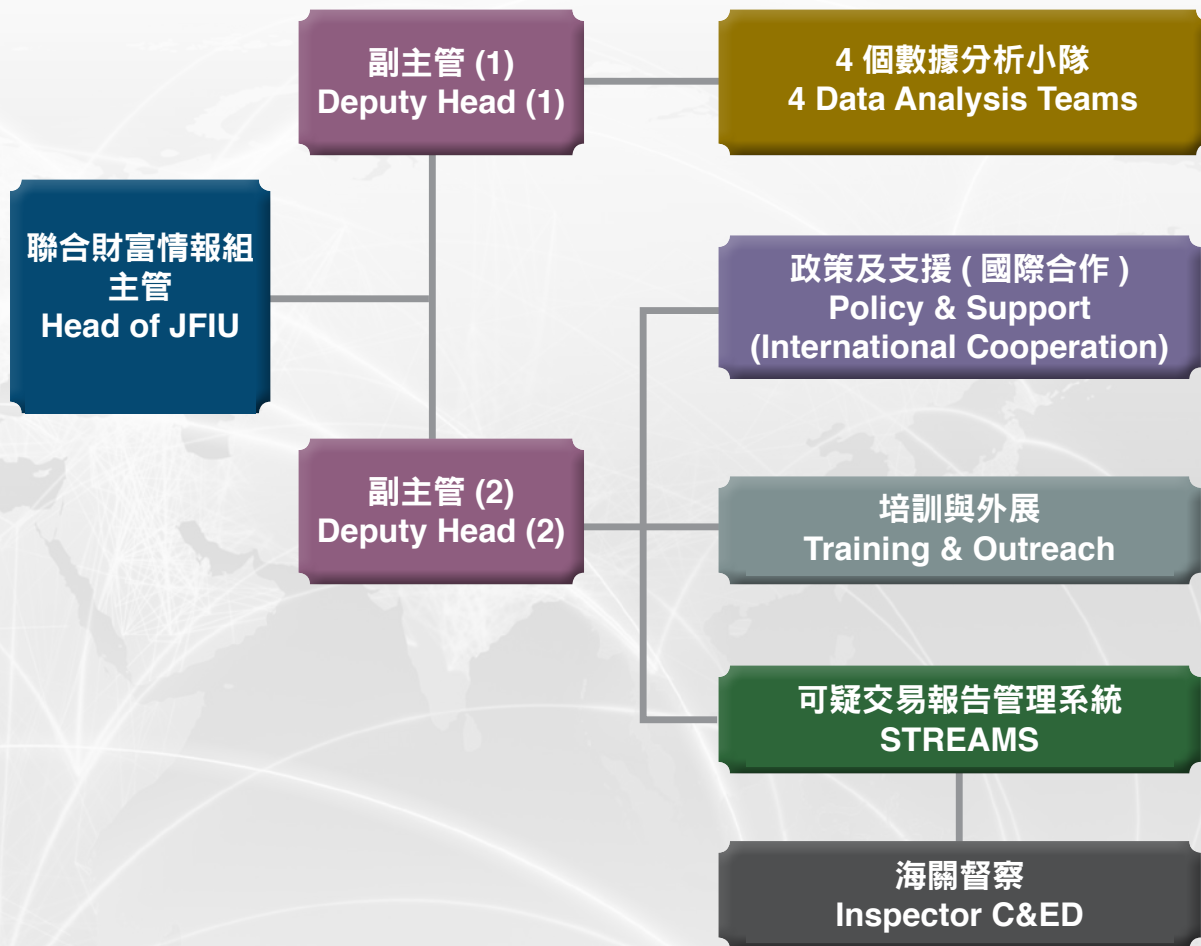 副主管 (1)
Deputy Head (1)
4 個數據分析小隊
4 Data Analysis Teams
聯合財富情報組
主管
Head of JFIU
政策及支援 ( 國際合作 )
Policy & Support
(International Cooperation)
副主管 (2)
Deputy Head (2)
培訓與外展
Training & Outreach
可疑交易報告管理系統
STREAMS
海關督察
Inspector C&ED